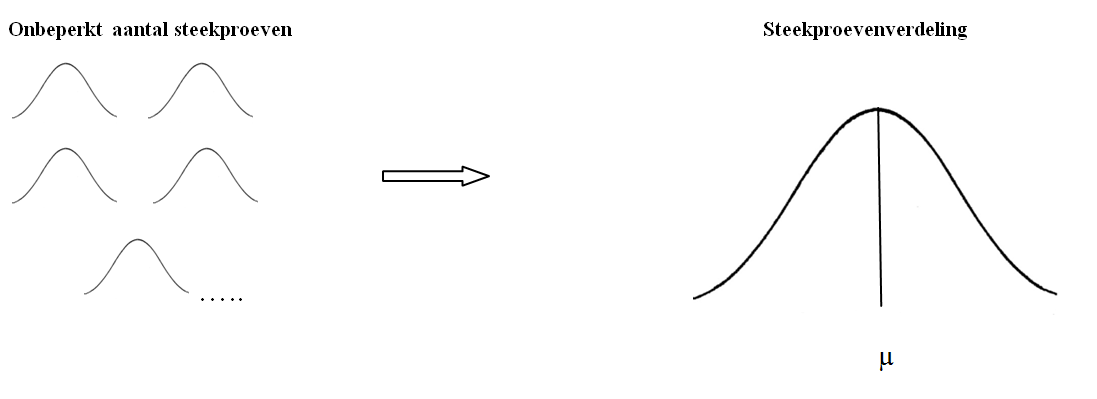 Onbeperkt aantal steekproeven
Steekproevenverdeling
.....
μ